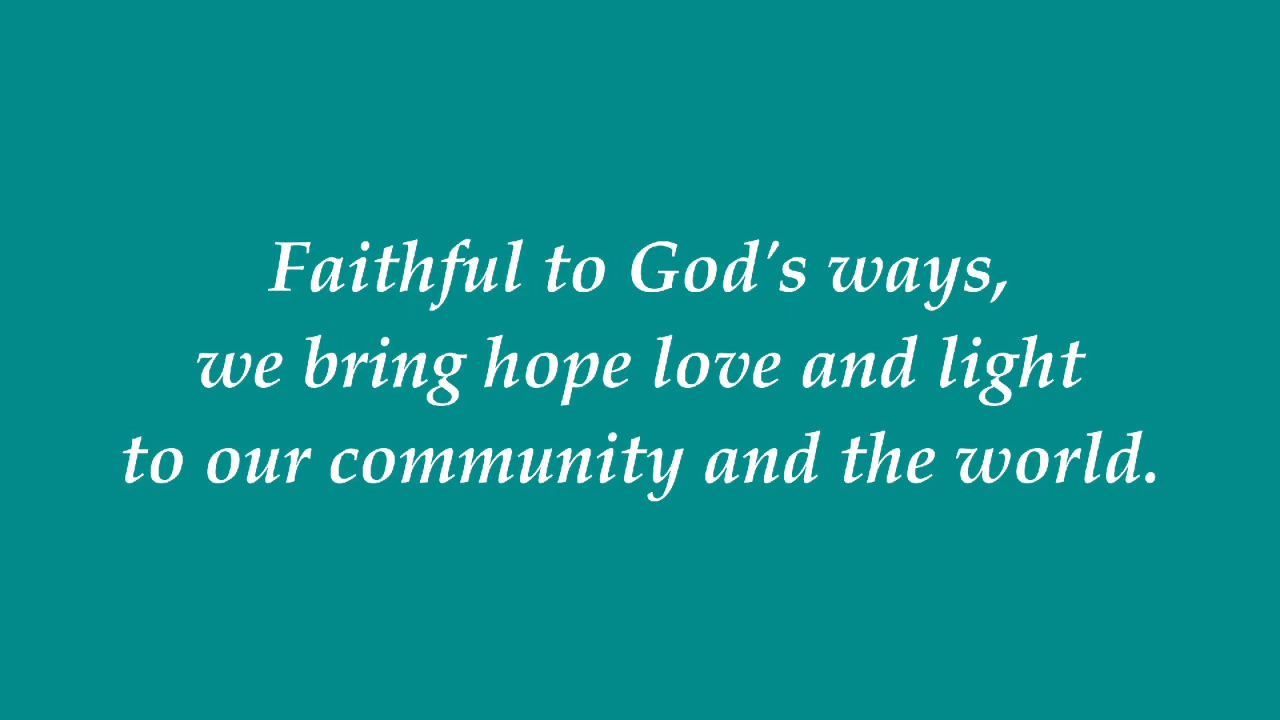 Faithful to God's ways,
we bring hope love and light
to our community and the world.